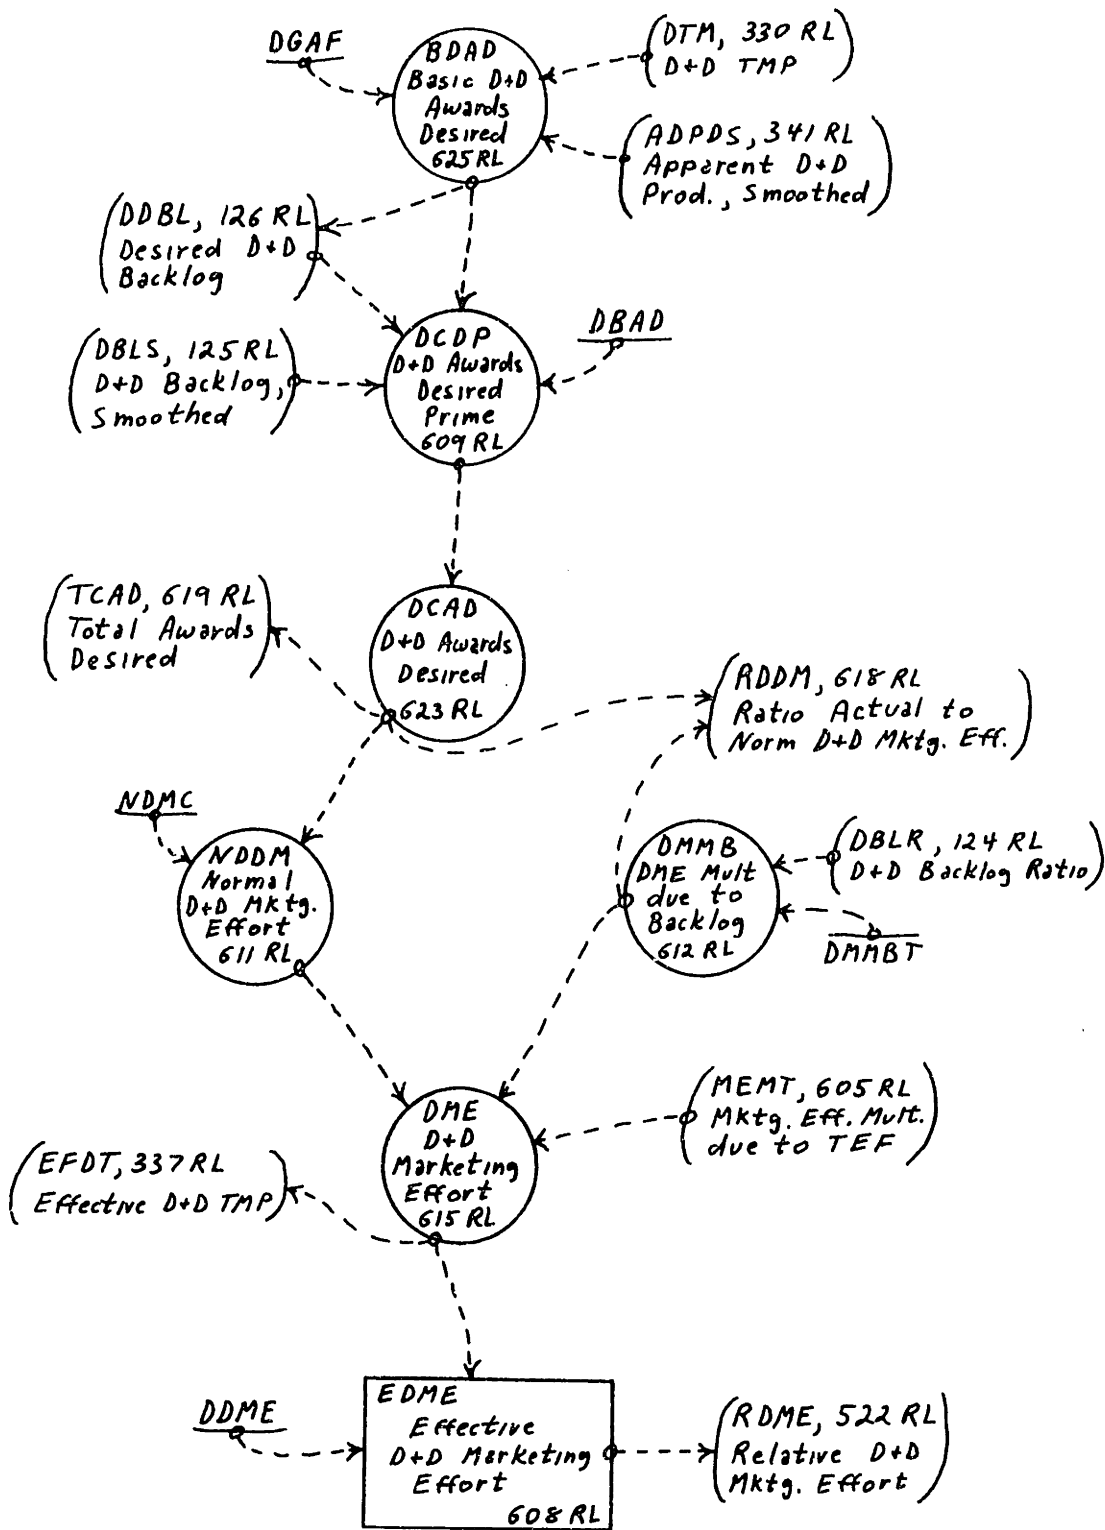 DGAF
BDAD
Basic D+D
Awards
Desired
625 RL
(DTM, 330 RL
D+D TMP)
(ADPDS, 341 RL
Apparent D+D
Prod., Smoothed)
(DDBL, 126 RL
Desired D+D
Backlog)
DBAD
DCDP
D+D Awards
Desired
Prime
609 RL
(DBLS, 125 RL
D+D Backlog,
Smoothed)
(TCAD, 619 RL
Total Awards
Desired)
DCAD
D+D Awards
Desired
623 RL
(RDDM, 618 RL
Ratio Actual to
Norm D+D Mktg. Eff.)
NDMC
NDDM
Normal
D+D Mktg.
Effort
611 RL
DMMB
DME Mult
due to
Backlog
612 RL
(DBLR, 124 RL
D+D Backlog Ratio)
DMMBT
DME
D+D
Marketing
Effort
615 RL
(MEMT, 605 RL
Mktg. Eff. Mult.
due to TEF)
(EFDT, 337 RL
Effective D+D TMP)
DDME
EDME
Effective
D+D Marketing
Effort
608 RL
(RDME, 522 RL
Relative D+D
Mktg. Effort)